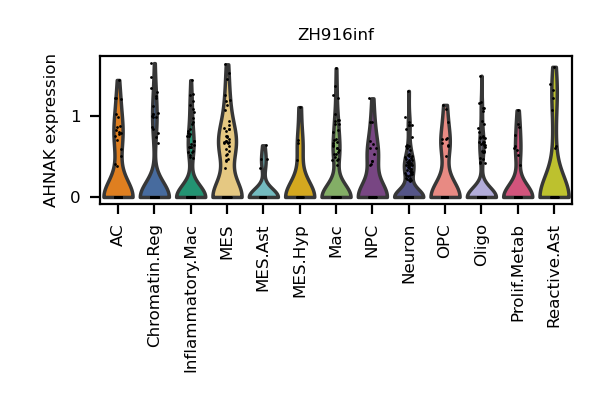 ZH916inf
AHNAK expression
1
0
AC
Chromatin.Reg
Inflammatory.Mac
MES
MES.Ast
MES.Hyp
Mac
NPC
Neuron
OPC
Oligo
Prolif.Metab
Reactive.Ast